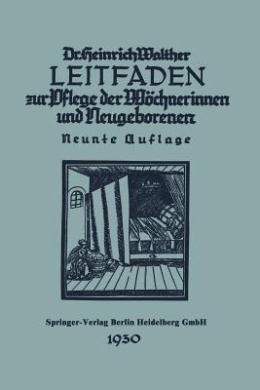 Dr. Heinrich Walther
LEITFADEN
zur Pflege der Wöchnerinnen
und Neugeborenen
Neunte Auflage
Springer-Verlag Berlin Heidelberg GmbH
1930